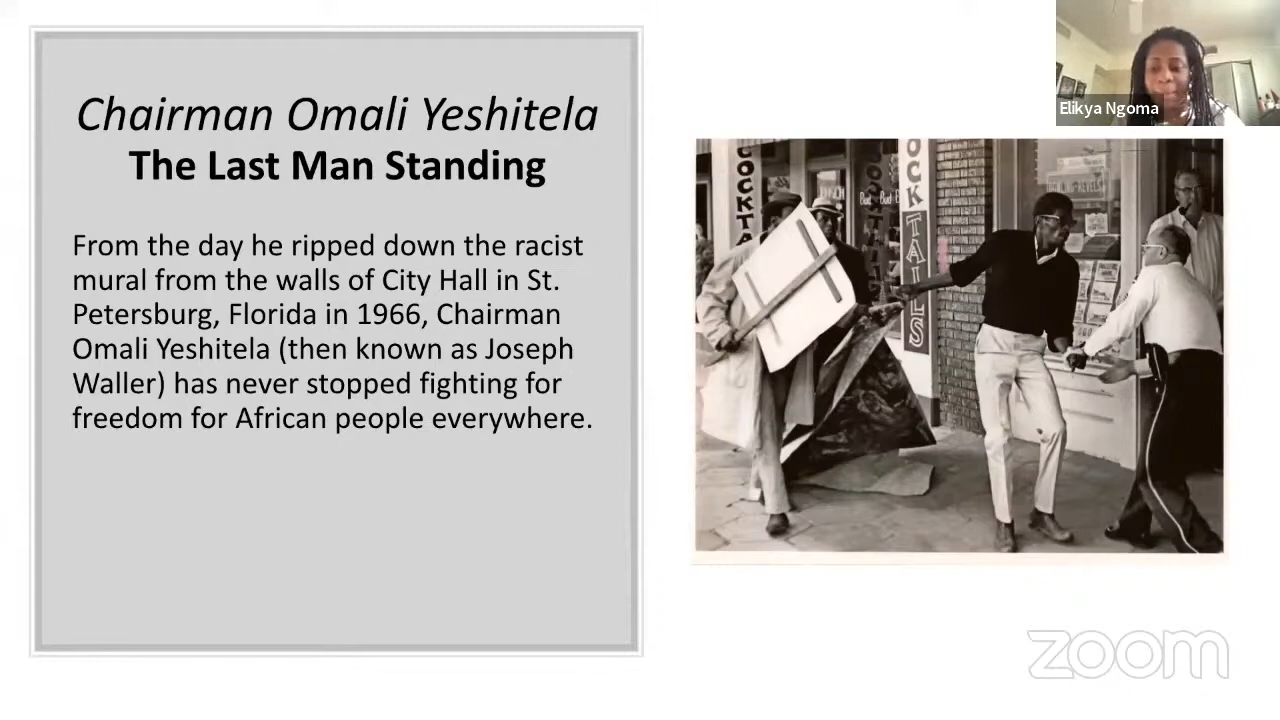 Chairman Omali Yeshitela
The Last Man Standing
From the day he ripped down the racist
mural from the walls of City Hall in St.
Petersburg, Florida in 1966, Chairman
Omali Yeshitela (then known as Joseph
Waller) has never stopped fighting for
freedom for African people everywhere.
Elikya Ngoma
COCKTA
OCKTAILS
Bud
zoom